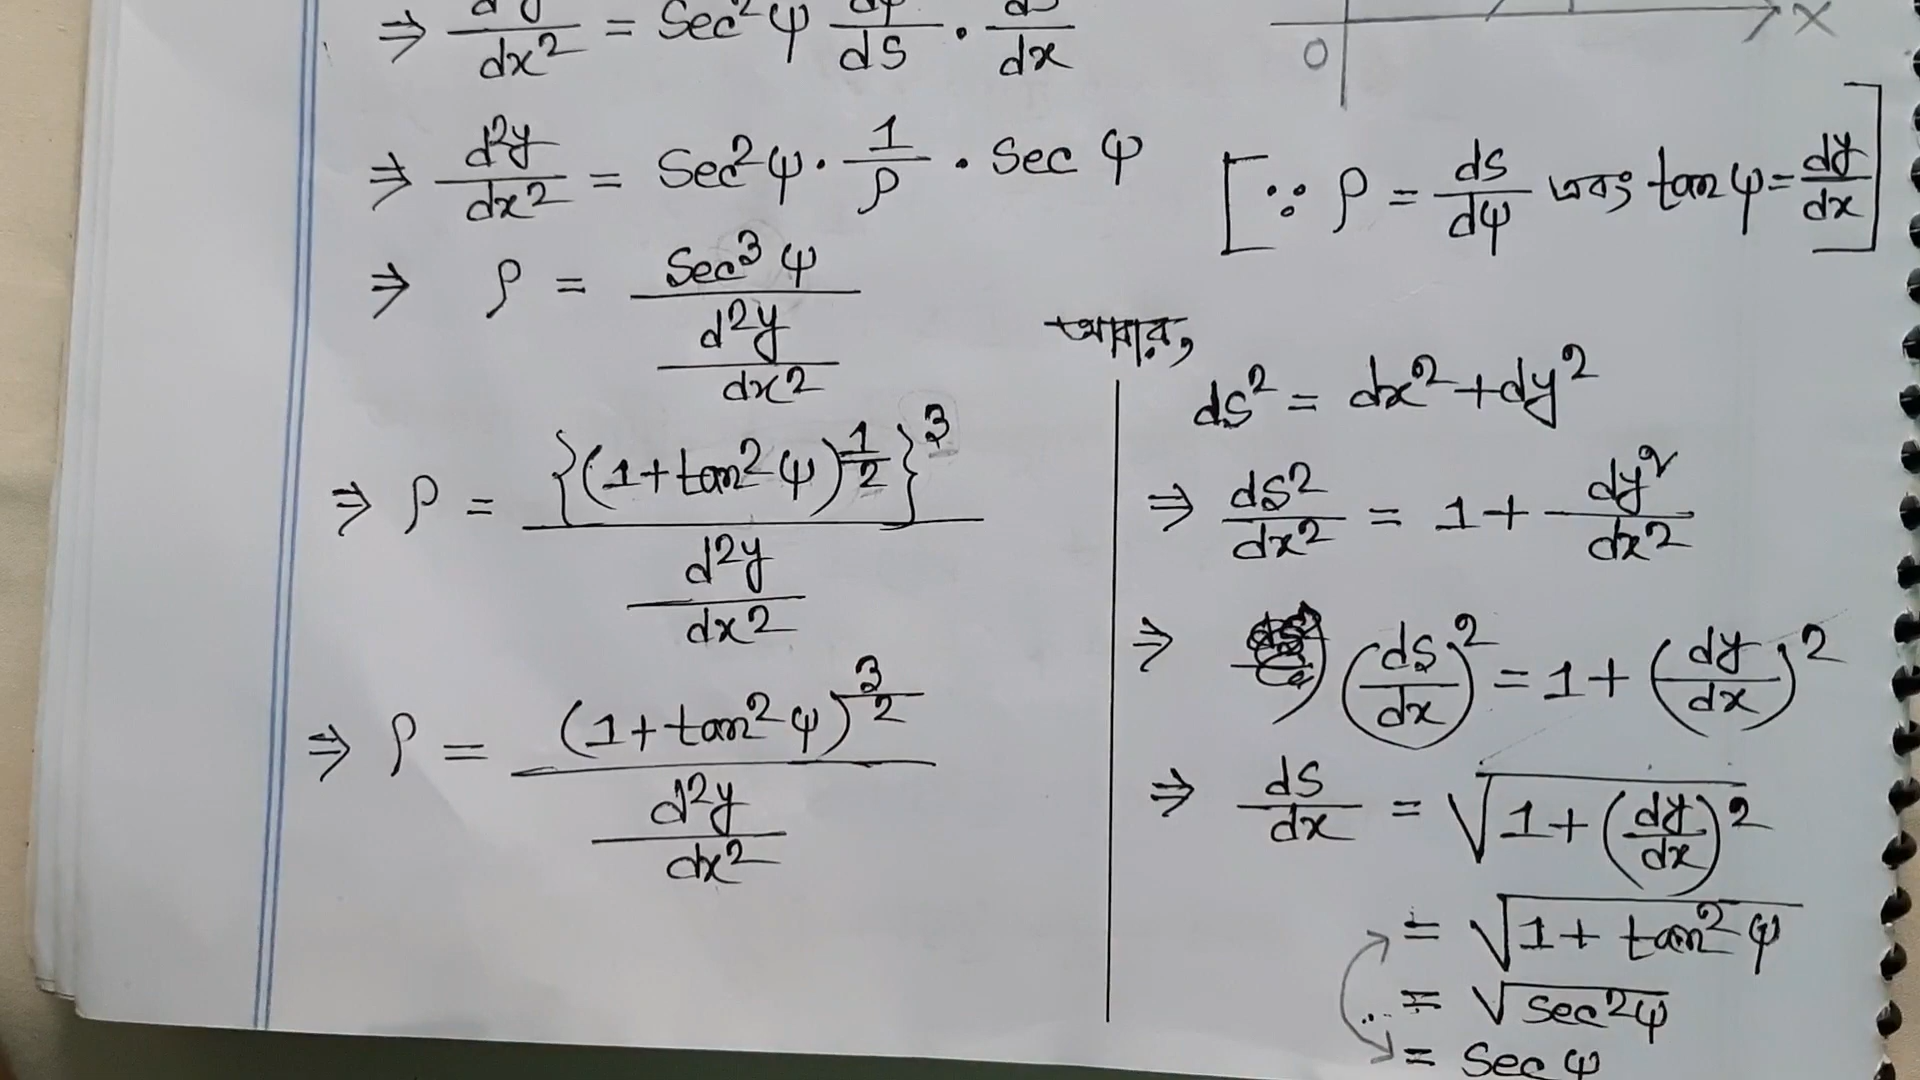 ⇒ d²y/dx² = Sec²ψ dψ/ds · ds/dx
O X
⇒ d²y/dx² = Sec²ψ · 1/ρ · Sec ψ
[∵ ρ = ds/dψ এবং tanψ = dy/dx]
⇒ ρ = Sec³ψ / (d²y/dx²)
⇒ ρ = {(1+tan²ψ)^(1/2)}^3 / (d²y/dx²)
⇒ ρ = (1+tan²ψ)^(3/2) / (d²y/dx²)
আবার,
ds² = dx²+dy²
⇒ ds²/dx² = 1 + dy²/dx²
⇒ (ds/dx)² = 1 + (dy/dx)²
⇒ ds/dx = √(1+(dy/dx)²)
= √(1+tan²ψ)
= √(sec²ψ)
= Sec ψ